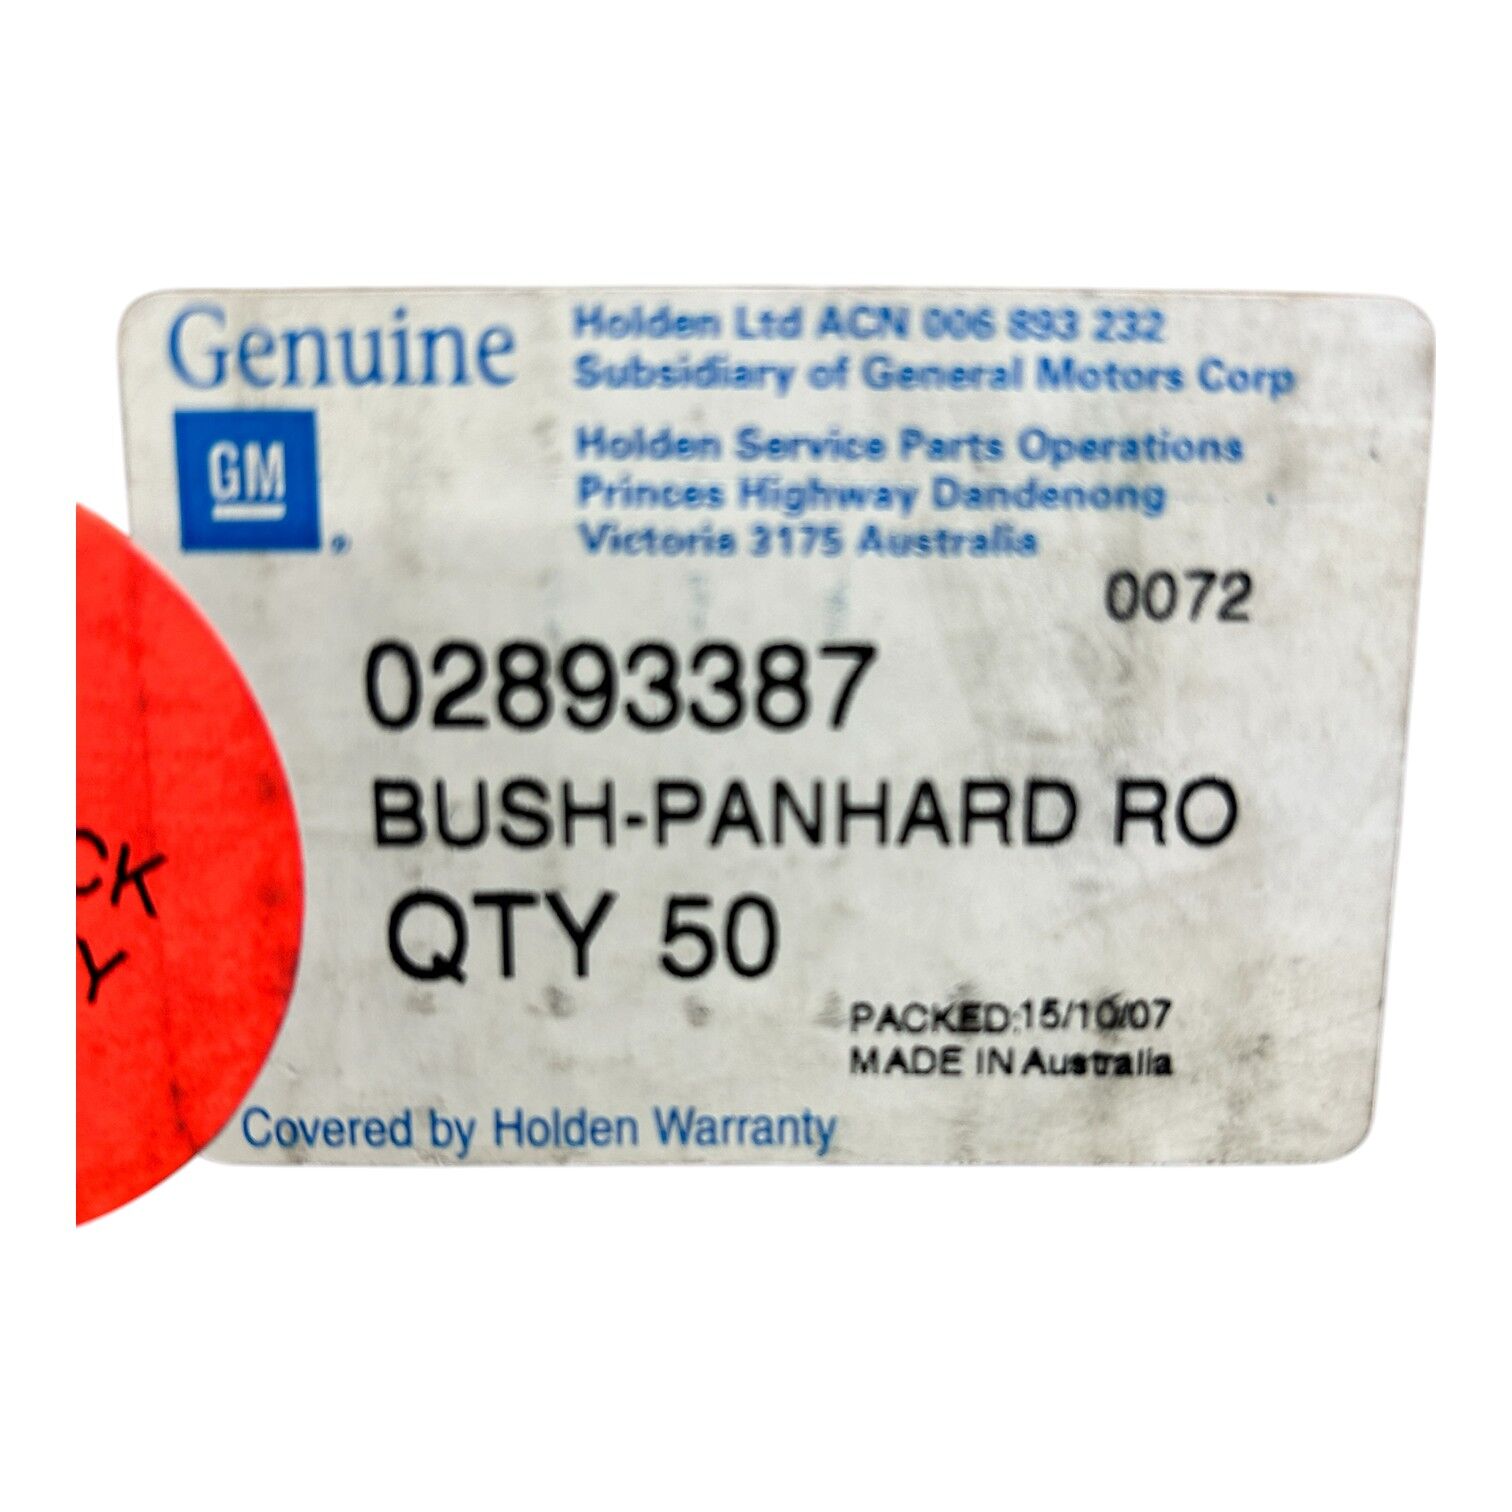 Genuine
GM
Holden Ltd ACN 006 893 232
Subsidiary of General Motors Corp
Holden Service Parts Operations
Princes Highway Dandenong
Victoria 3175 Australia
0072
02893387
BUSH-PANHARD RO
QTY 50
PACKED:15/10/07
MADE IN Australia
Covered by Holden Warranty
CK
Y